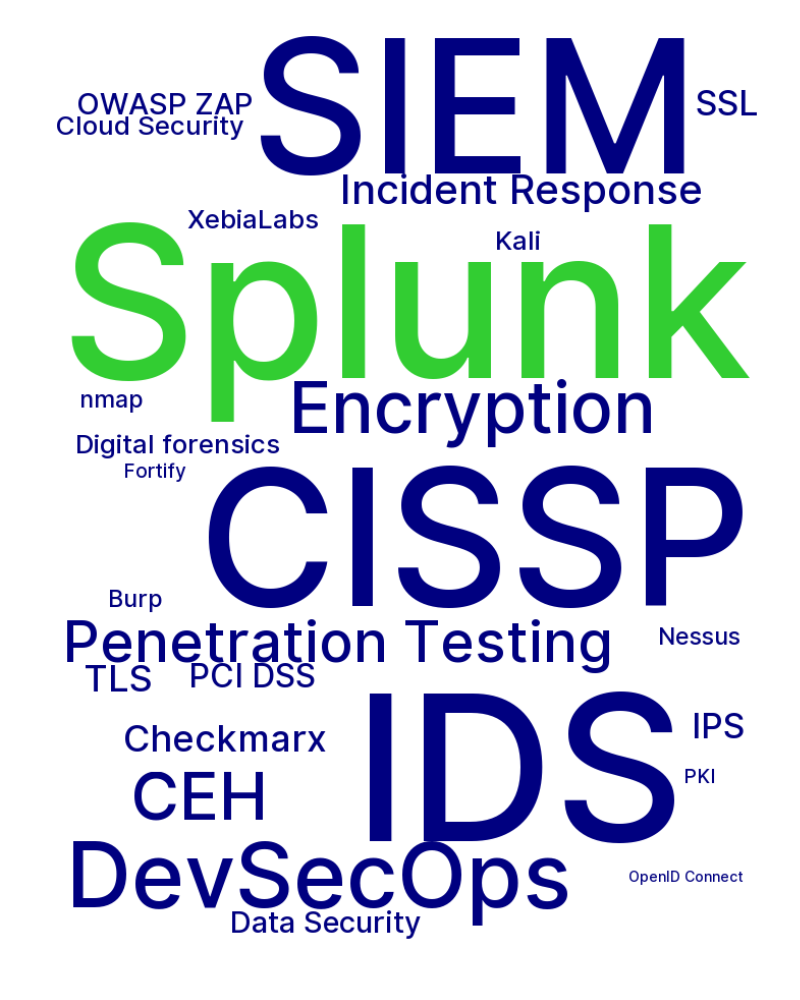 SIEM
OWASP ZAP
SSL
Cloud Security
Incident Response
XebiaLabs
Kali
Splunk
nmap
Encryption
Digital forensics
Fortify
CISSP
Burp
Penetration Testing
Nessus
TLS
PCI DSS
IDS
IPS
Checkmarx
PKI
CEH
DevSecOps
OpenID Connect
Data Security